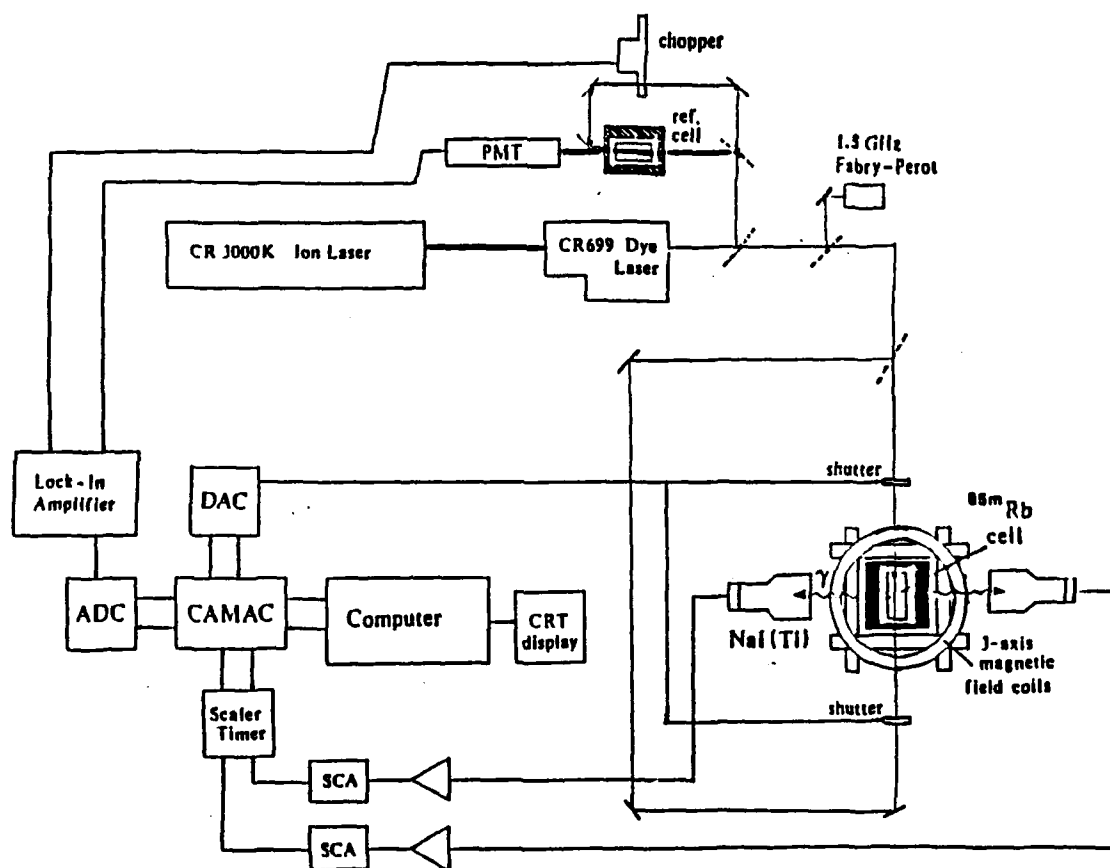 chopper
ref.
cell
PMT
1.3 GHz
Fabry-Perot
CR 3000K Ion Laser
CR699 Dye
Laser
Lock-In
Amplifier
DAC
shutter
85mRb
cell
γ
ADC
CAMAC
Computer
CRT
display
NaI(Tl)
3-axis
magnetic
field coils
shutter
Scaler
Timer
SCA
SCA